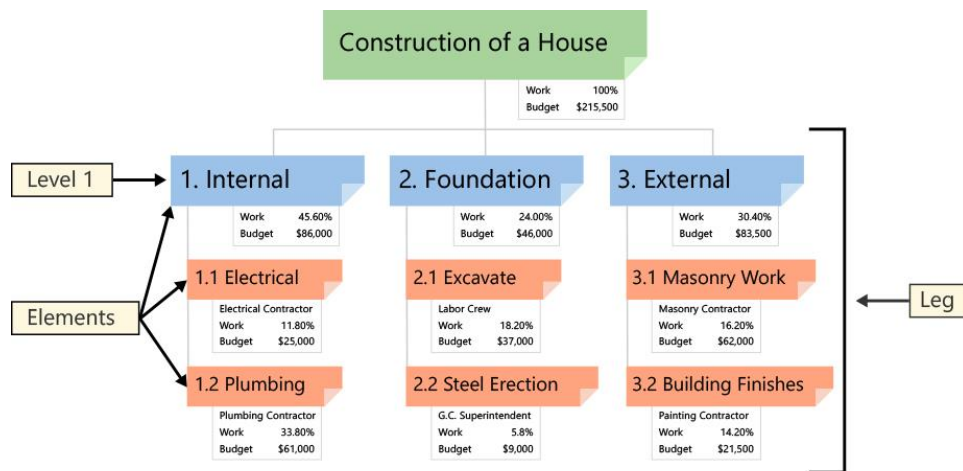 Construction of a House
Work 100%
Budget $215,500
Level 1
1. Internal
Work 45.60%
Budget $86,000
2. Foundation
Work 24.00%
Budget $46,000
3. External
Work 30.40%
Budget $83,500
Elements
1.1 Electrical
Electrical Contractor
Work 11.80%
Budget $25,000
1.2 Plumbing
Plumbing Contractor
Work 33.80%
Budget $61,000
2.1 Excavate
Labor Crew
Work 18.20%
Budget $37,000
2.2 Steel Erection
G.C. Superintendent
Work 5.8%
Budget $9,000
3.1 Masonry Work
Masonry Contractor
Work 16.20%
Budget $62,000
3.2 Building Finishes
Painting Contractor
Work 14.20%
Budget $21,500
Leg